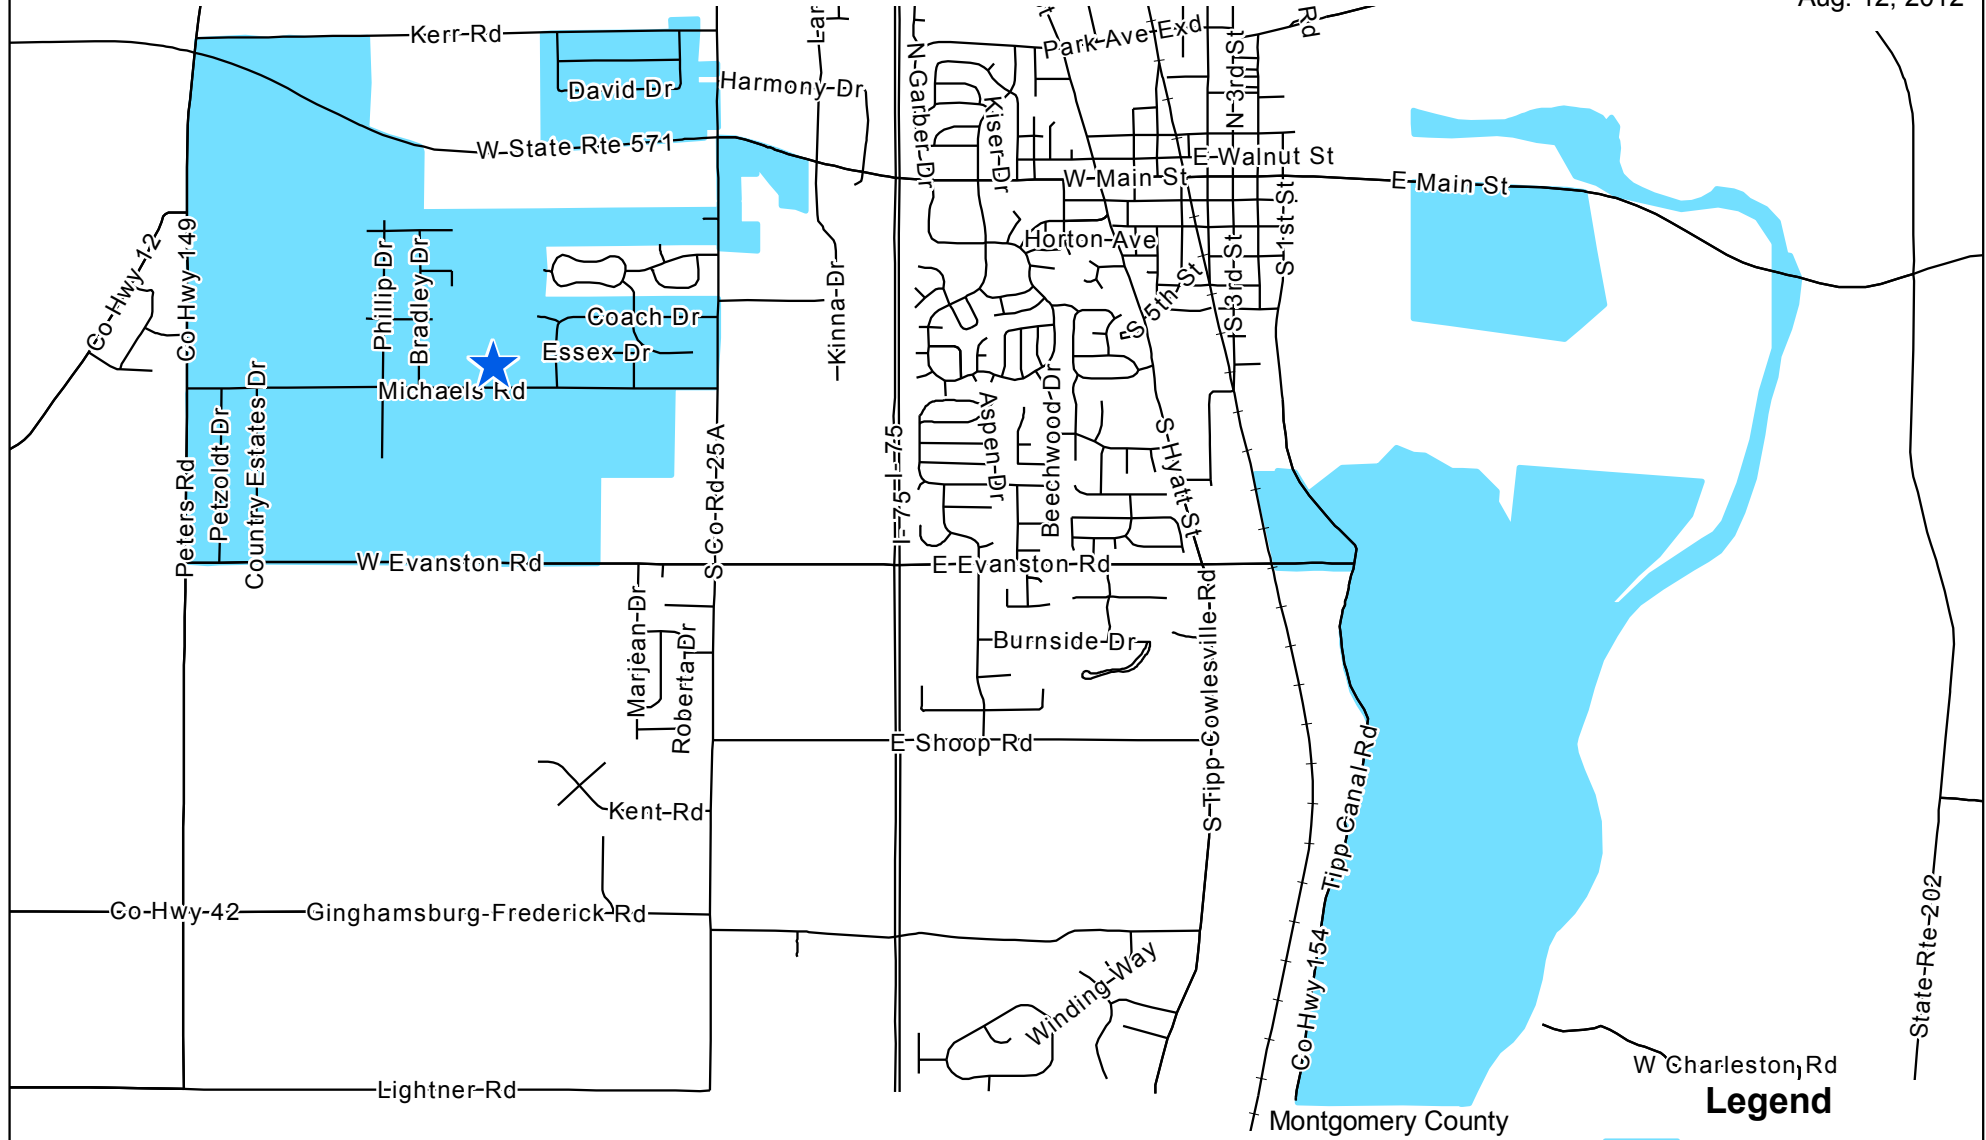 Aug. 12, 2012
Kerr Rd
Park Ave Exd
Rd
N 3rd St
David Dr
Harmony Dr
N Garber Dr
Kiser Dr
W State Rte 571
E Walnut St
W Main St
E Main St
S 1st St
Co Hwy 12
Co Hwy 149
Phillip Dr
Bradley Dr
Horton Ave
S 3rd St
S 5th St
Kinna Dr
Coach Dr
Essex Dr
Michaels Rd
Petzoldt Dr
Country Estates Dr
Peters Rd
S Co Rd 25A
I-75
I-75
Aspen Dr
Beechwood Dr
S Hyatt St
W Evanston Rd
E Evanston Rd
Marjean Dr
Roberta Dr
Burnside Dr
S Tipp Cowlesville Rd
E Shoop Rd
Tipp Canal Rd
Kent Rd
Co Hwy 42
Ginghamsburg-Frederick Rd
State Rte 202
Winding Way
Co Hwy 154
W Charleston Rd
Lightner Rd
Legend
Montgomery County